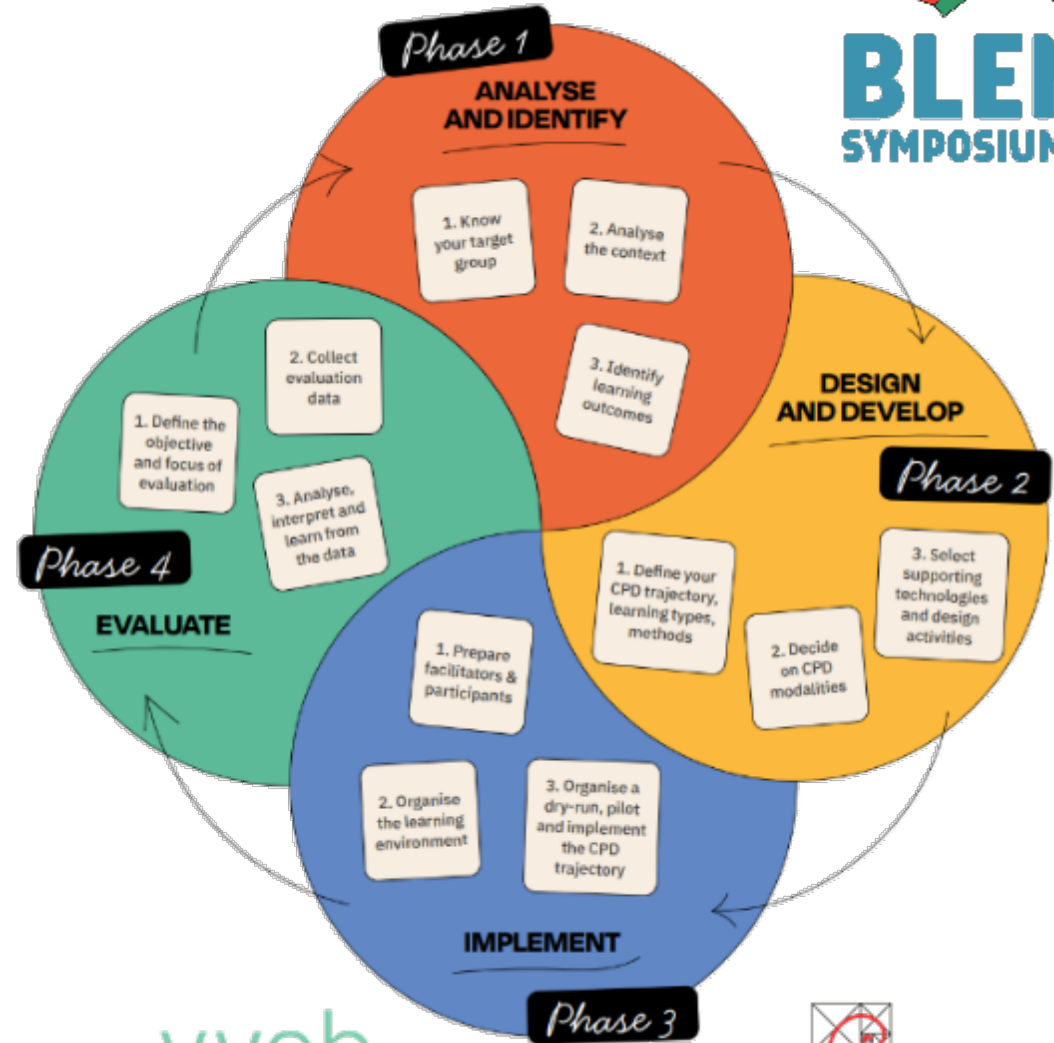 Phase 1
ANALYSE
AND IDENTIFY
1. Know
your target
group
2. Analyse
the context
3. Identify
learning
outcomes
BLE
SYMPOSIU
DESIGN
AND DEVELOP
Phase 2
1. Define your
CPD trajectory,
learning types,
methods
2. Decide
on CPD
modalities
3. Select
supporting
technologies
and design
activities
1. Prepare
facilitators &
participants
2. Organise
the learning
environment
3. Organise a
dry-run, pilot
and implement
the CPD
trajectory
IMPLEMENT
Phase 3
1. Define the
objective
and focus of
evaluation
2. Collect
evaluation
data
3. Analyse,
interpret and
learn from
the data
Phase 4
EVALUATE